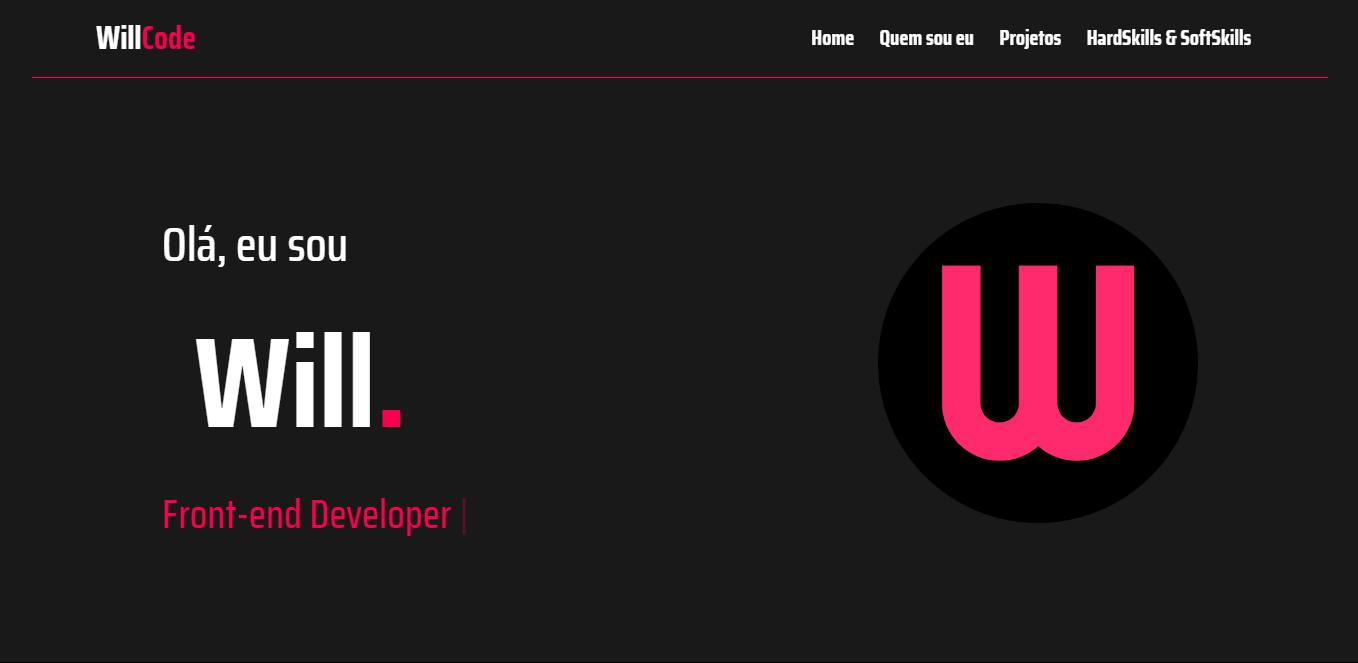 WillCode
Home Quem sou eu Projetos HardSkills & SoftSkills
Olá, eu sou
Will.
Front-end Developer |
W